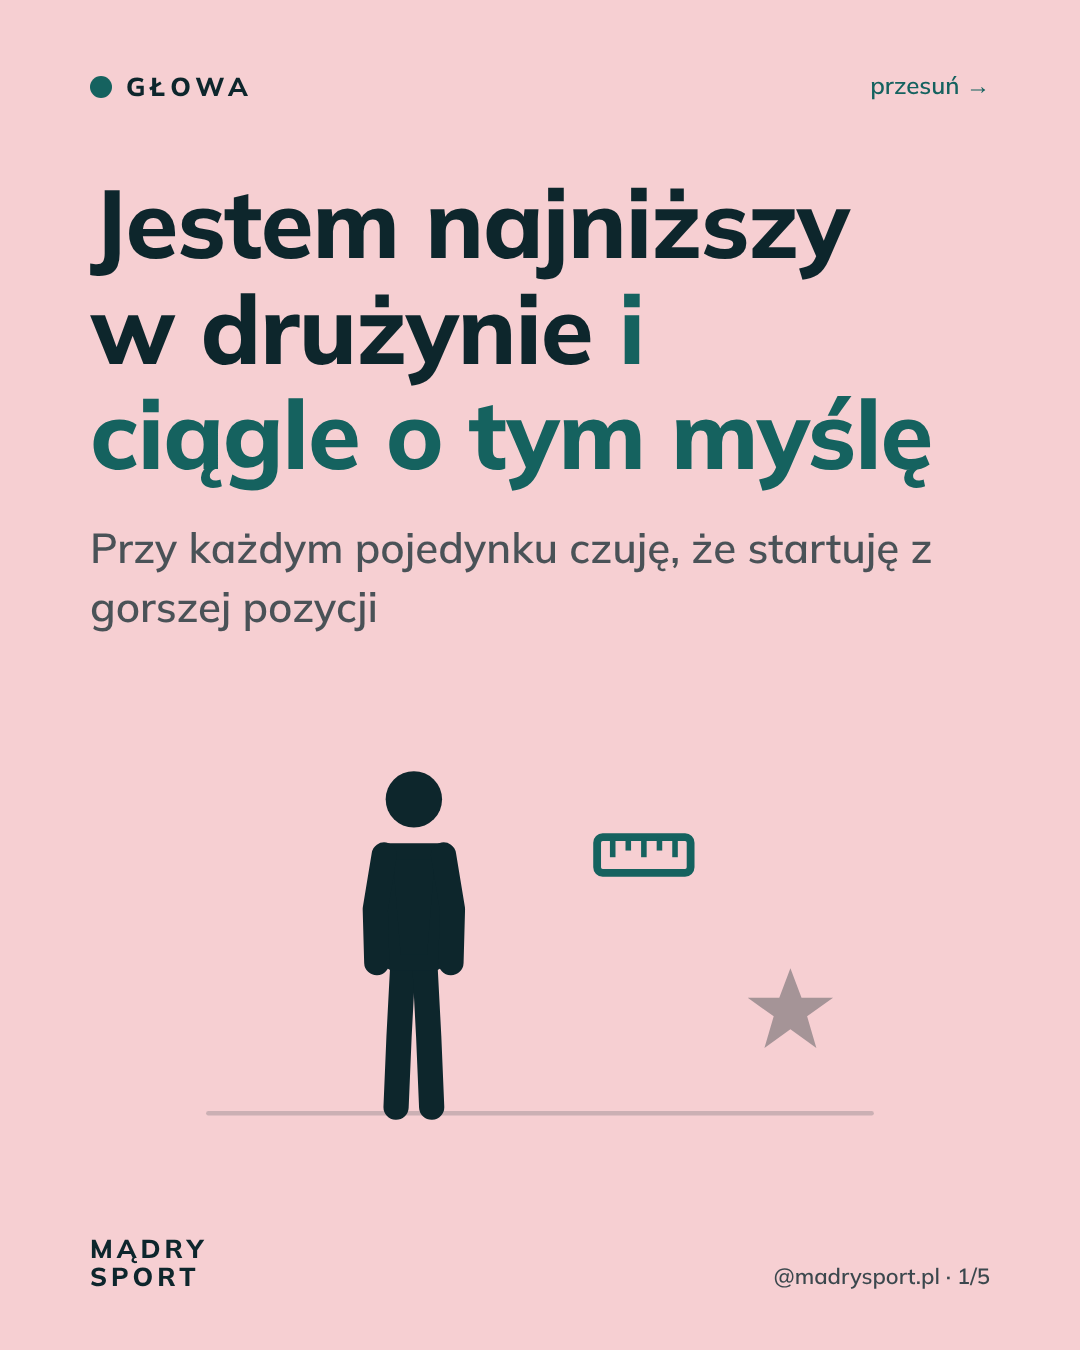 GŁOWA
przesuń →
Jestem najniższy
w drużynie i
ciągle o tym myślę
Przy każdym pojedynku czuję, że startuję z
gorszej pozycji
MĄDRY
SPORT
@madrysport.pl · 1/5